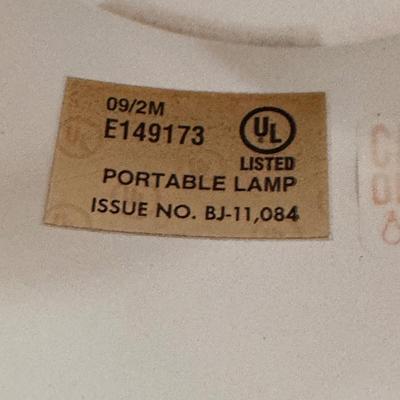 09/2M
E149173
UL
LISTED
PORTABLE LAMP
ISSUE NO. BJ-11,084